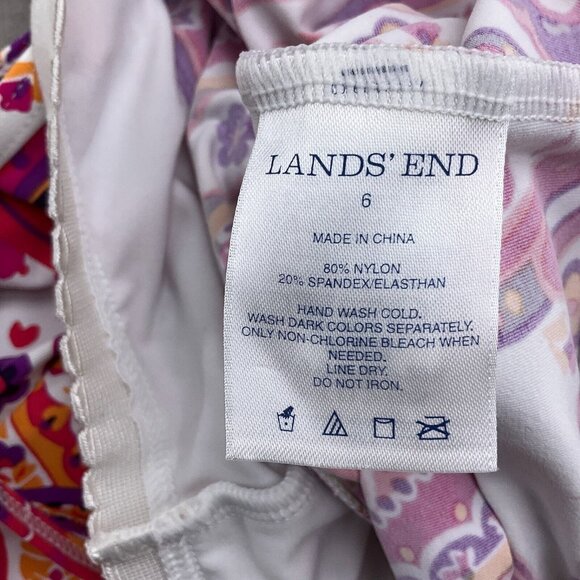 LANDS' END
6
MADE IN CHINA
80% NYLON
20% SPANDEX/ELASTHAN
HAND WASH COLD.
WASH DARK COLORS SEPARATELY.
ONLY NON-CHLORINE BLEACH WHEN
NEEDED.
LINE DRY.
DO NOT IRON.